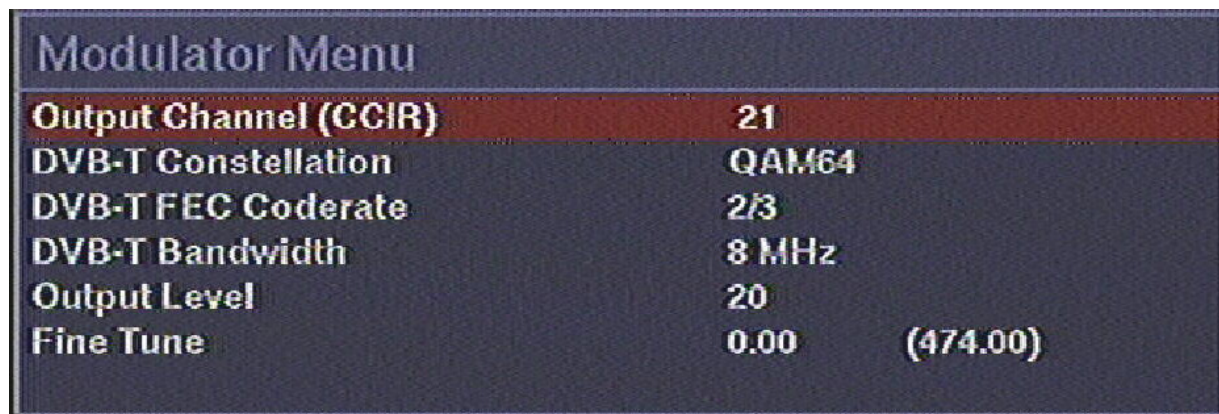 Modulator Menu
Output Channel (CCIR) 21
DVB-T Constellation QAM64
DVB-T FEC Coderate 2/3
DVB-T Bandwidth 8 MHz
Output Level 20
Fine Tune 0.00 (474.00)